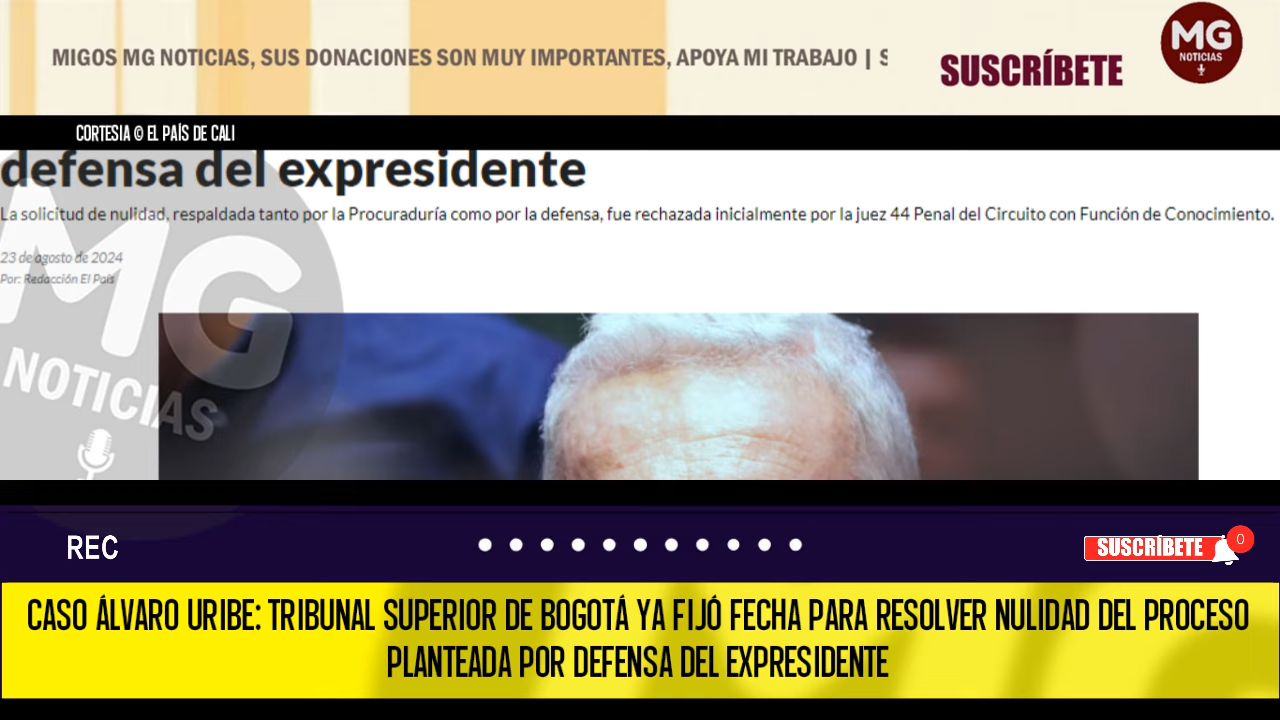 MIGOS MG NOTICIAS, SUS DONACIONES SON MUY IMPORTANTES, APOYA MI TRABAJO | S
SUSCRÍBETE
MG
NOTICIAS
CORTESIA © EL PAÍS DE CALI
defensa del expresidente
La solicitud de nulidad, respaldada tanto por la Procuraduría como por la defensa, fue rechazada inicialmente por la juez 44 Penal del Circuito con Función de Conocimiento.
23 de agosto de 2024
Por: Redacción El País
MG
NOTICIAS
REC
SUSCRÍBETE
0
CASO ÁLVARO URIBE: TRIBUNAL SUPERIOR DE BOGOTÁ YA FIJÓ FECHA PARA RESOLVER NULIDAD DEL PROCESO
PLANTEADA POR DEFENSA DEL EXPRESIDENTE